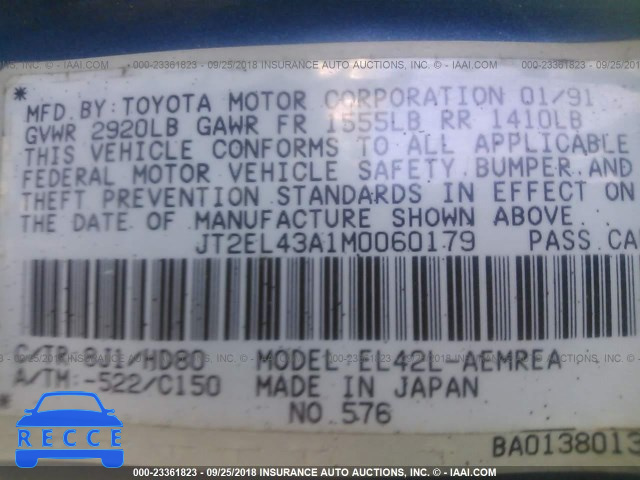 000-23361823 - 09/25/2018 INSURANCE AUTO AUCTIONS, INC. - © IAAI.COM
* MFD.BY:TOYOTA MOTOR CORPORATION 01/91
GVWR 2920LB GAWR FR 1555LB RR 1410LB
THIS VEHICLE CONFORMS TO ALL APPLICABLE
FEDERAL MOTOR VEHICLE SAFETY,BUMPER,AND
THEFT PREVENTION STANDARDS IN EFFECT ON
THE DATE OF MANUFACTURE SHOWN ABOVE.
JT2EL43A1M0060179 PASS.CA
C/TR:8J1/HD80 MODEL:EL42L-AEMREA
A/TM:-522/C150 MADE IN JAPAN
* NO.576
BA0138013
RECCE
000-23361823 - 09/25/2018 INSURANCE AUTO AUCTIONS, INC. - © IAAI.COM